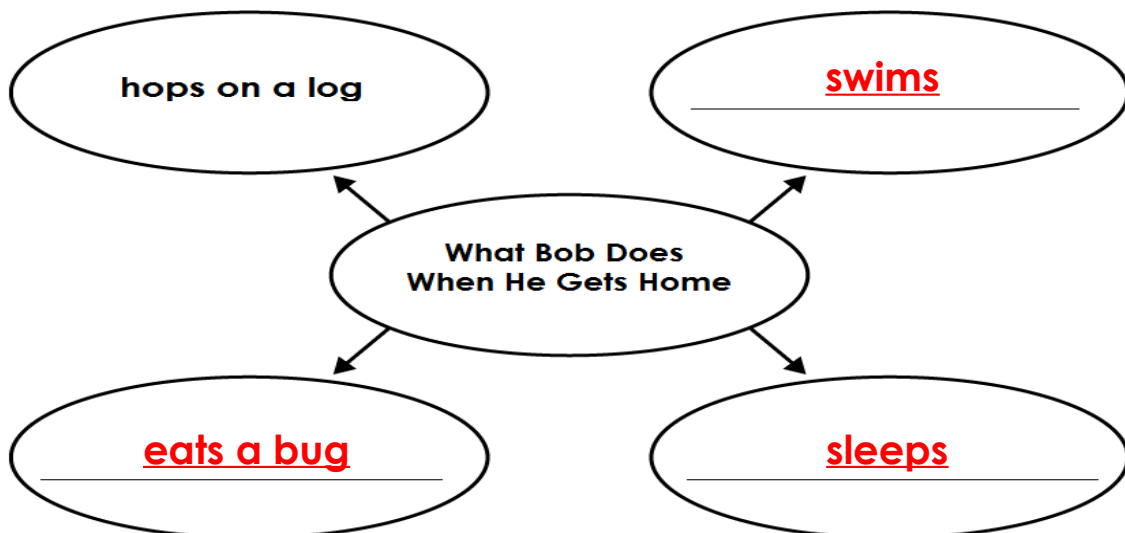 hops on a log
swims
What Bob Does
When He Gets Home
eats a bug
sleeps